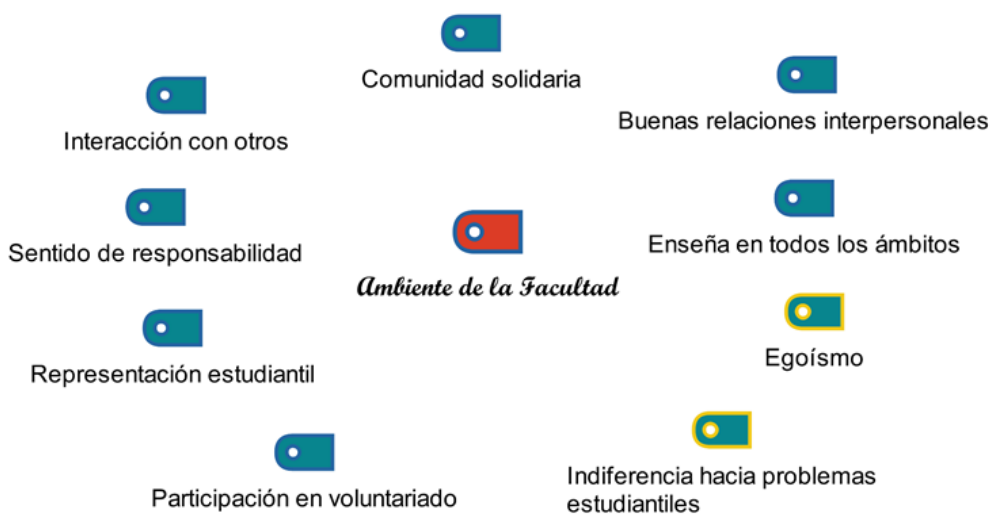 Comunidad solidaria
Interacción con otros
Buenas relaciones interpersonales
Sentido de responsabilidad
Enseña en todos los ámbitos
Ambiente de la Facultad
Representación estudiantil
Egoísmo
Participación en voluntariado
Indiferencia hacia problemas
estudiantiles